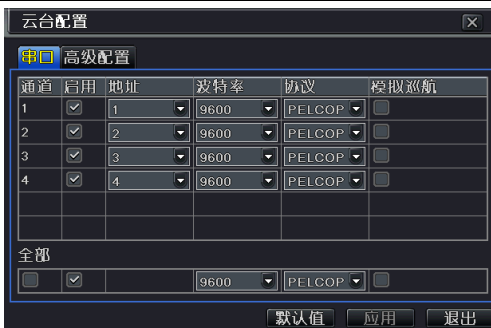 云台配置
串口 高级配置
通道 启用 地址 波特率 协议 模拟巡航
1 1 9600 PELCOP
2 2 9600 PELCOP
3 3 9600 PELCOP
4 4 9600 PELCOP
全部
9600 PELCOP
默认值 应用 退出